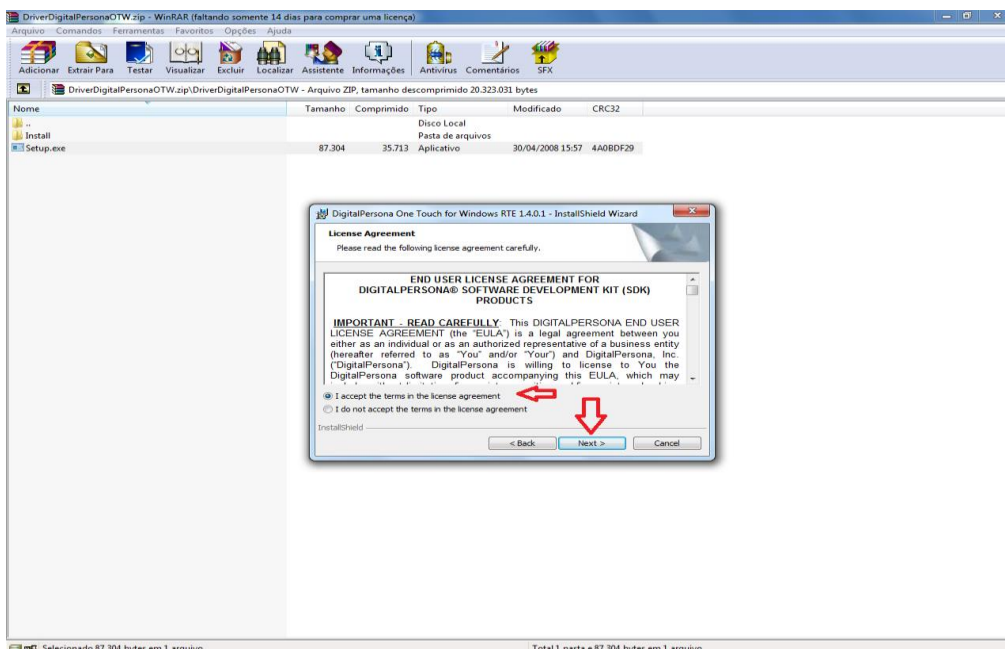 DriverDigitalPersonaOTW.zip - WinRAR (faltando somente 14 dias para comprar uma licença)
Arquivo Comandos Ferramentas Favoritos Opções Ajuda
Adicionar Extrair Para Testar Visualizar Excluir Localizar Assistente Informações Antivírus Comentários SFX
DriverDigitalPersonaOTW.zip\DriverDigitalPersonaOTW - Arquivo ZIP, tamanho descomprimido 20.323.031 bytes
Nome Tamanho Comprimido Tipo Modificado CRC32
.. Disco Local
Install Pasta de arquivos
Setup.exe 87.304 35.713 Aplicativo 30/04/2008 15:57 4A0BDF29
DigitalPersona One Touch for Windows RTE 1.4.0.1 - InstallShield Wizard
License Agreement
Please read the following license agreement carefully.
END USER LICENSE AGREEMENT FOR
DIGITALPERSONA® SOFTWARE DEVELOPMENT KIT (SDK)
PRODUCTS
IMPORTANT - READ CAREFULLY: This DIGITALPERSONA END USER
LICENSE AGREEMENT (the "EULA") is a legal agreement between you
either as an individual or as an authorized representative of a business entity
(hereafter referred to as "You" and/or "Your") and DigitalPersona, Inc.
("DigitalPersona"). DigitalPersona is willing to license to You the
DigitalPersona software product accompanying this EULA, which may
I accept the terms in the license agreement
I do not accept the terms in the license agreement
InstallShield
< Back Next > Cancel
Selecionado 87.304 bytes em 1 arquivo Total 1 pasta e 87.304 bytes em 1 arquivo